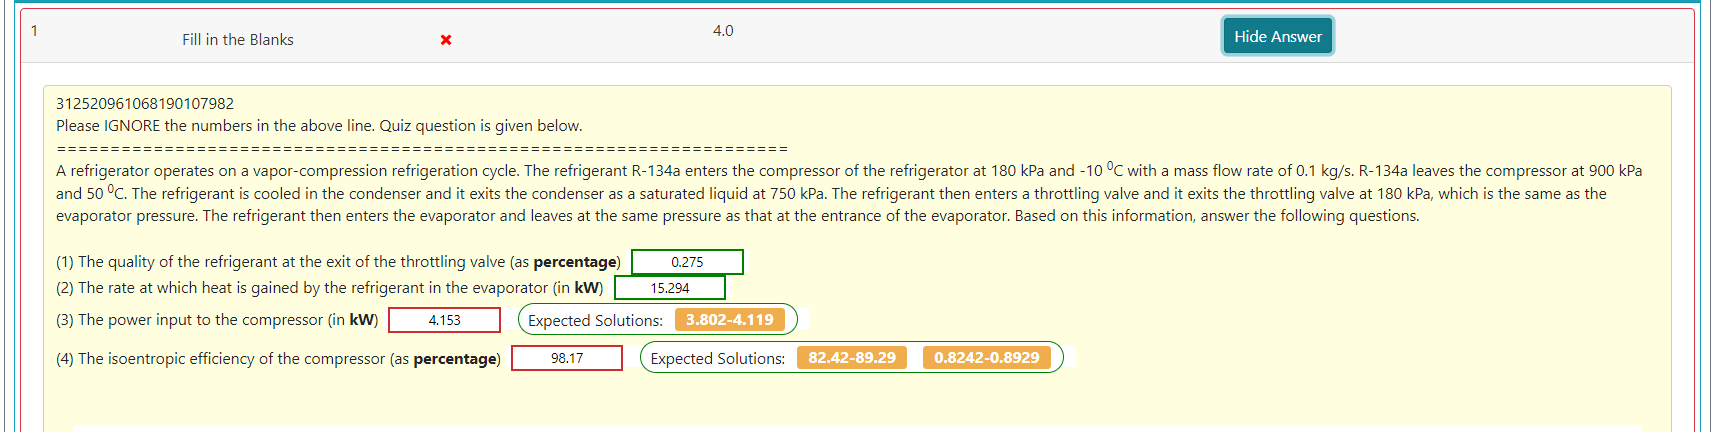 1
Fill in the Blanks
4.0
Hide Answer
312520961068190107982
Please IGNORE the numbers in the above line. Quiz question is given below.
====================================================================
A refrigerator operates on a vapor-compression refrigeration cycle. The refrigerant R-134a enters the compressor of the refrigerator at 180 kPa and -10 ⁰C with a mass flow rate of 0.1 kg/s. R-134a leaves the compressor at 900 kPa
and 50 ⁰C. The refrigerant is cooled in the condenser and it exits the condenser as a saturated liquid at 750 kPa. The refrigerant then enters a throttling valve and it exits the throttling valve at 180 kPa, which is the same as the
evaporator pressure. The refrigerant then enters the evaporator and leaves at the same pressure as that at the entrance of the evaporator. Based on this information, answer the following questions.
(1) The quality of the refrigerant at the exit of the throttling valve (as percentage) 0.275
(2) The rate at which heat is gained by the refrigerant in the evaporator (in kW) 15.294
(3) The power input to the compressor (in kW) 4.153 Expected Solutions: 3.802-4.119
(4) The isoentropic efficiency of the compressor (as percentage) 98.17 Expected Solutions: 82.42-89.29 0.8242-0.8929